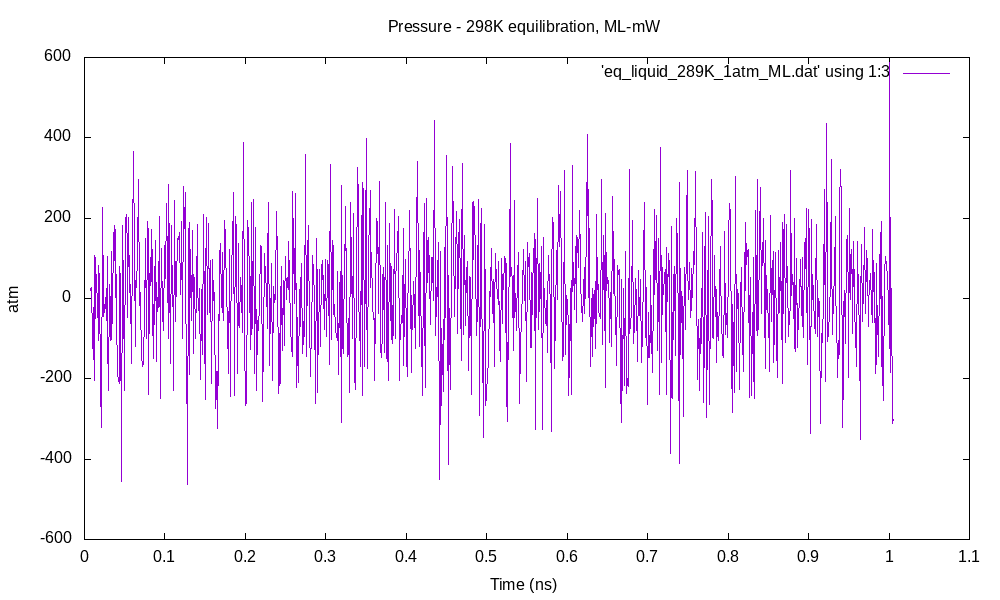 Pressure - 298K equilibration, ML-mW
'eq_liquid_289K_1atm_ML.dat' using 1:3
600
400
200
0
-200
-400
-600
atm
0 0.1 0.2 0.3 0.4 0.5 0.6 0.7 0.8 0.9 1 1.1
Time (ns)